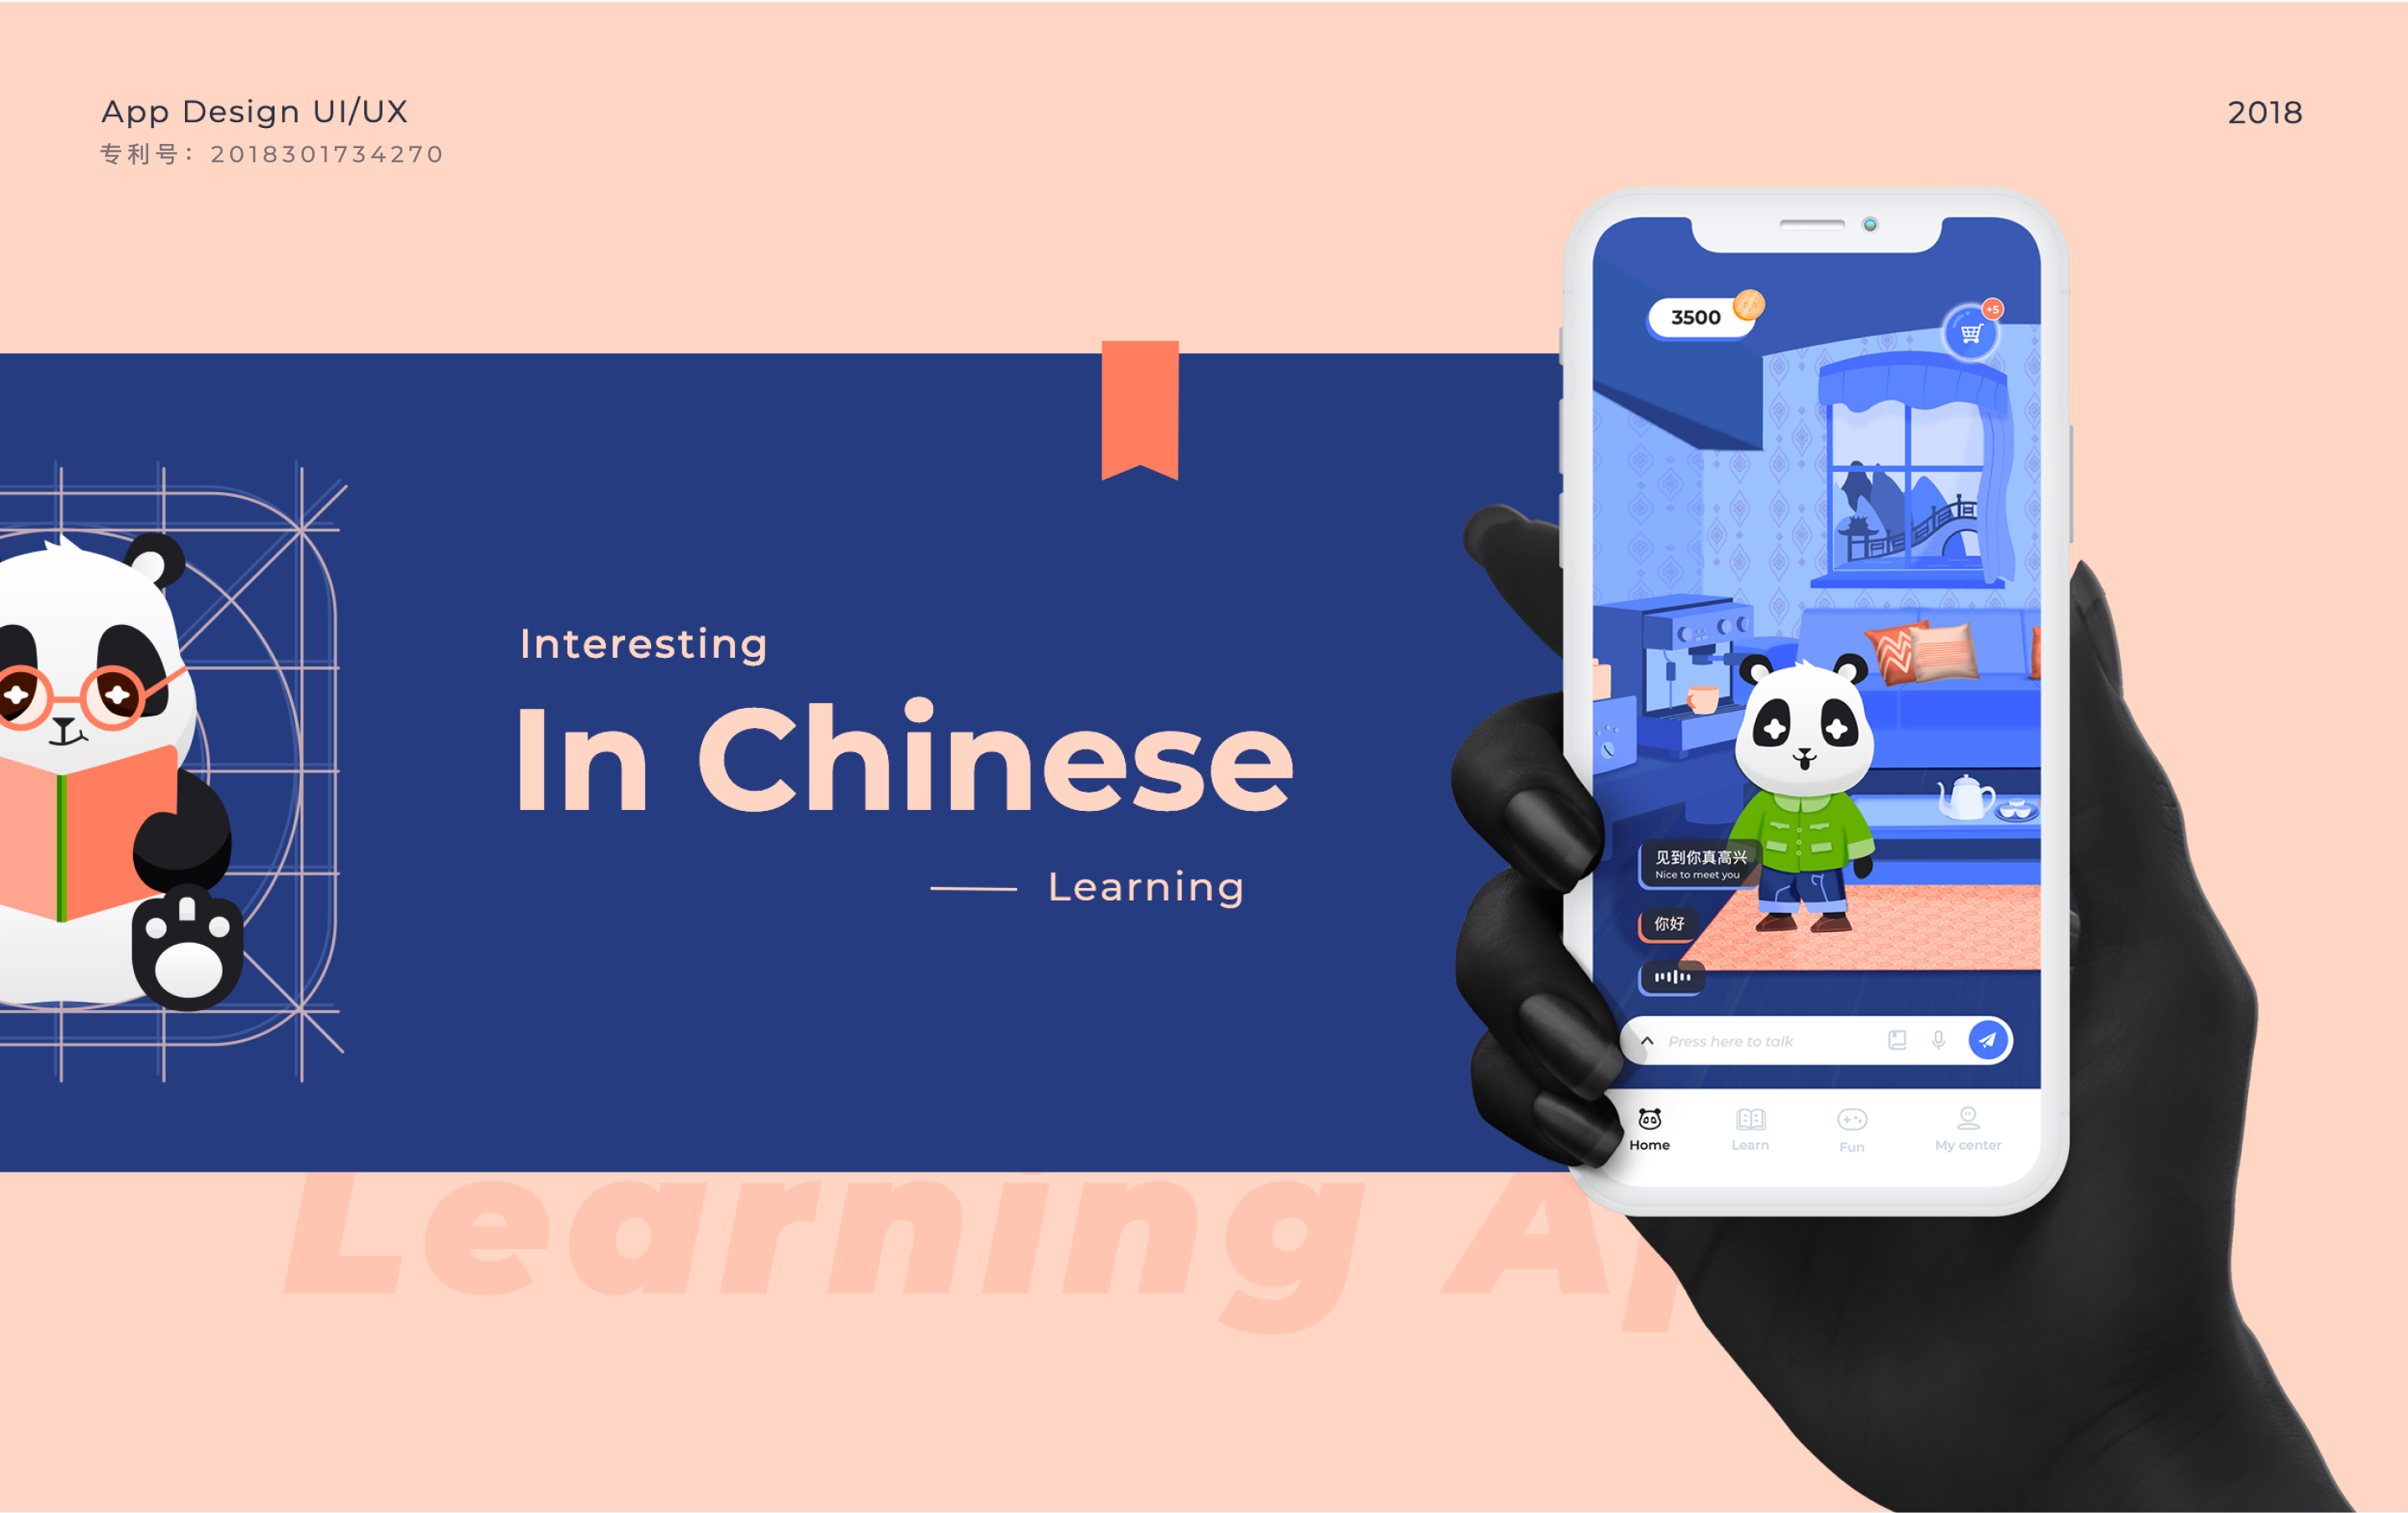 App Design UI/UX
专利号：2018301734270
2018
Interesting
In Chinese
Learning
Learning Ap
3500
+5
见到你真高兴
Nice to meet you
你好
Press here to talk
Home
Learn
Fun
My center